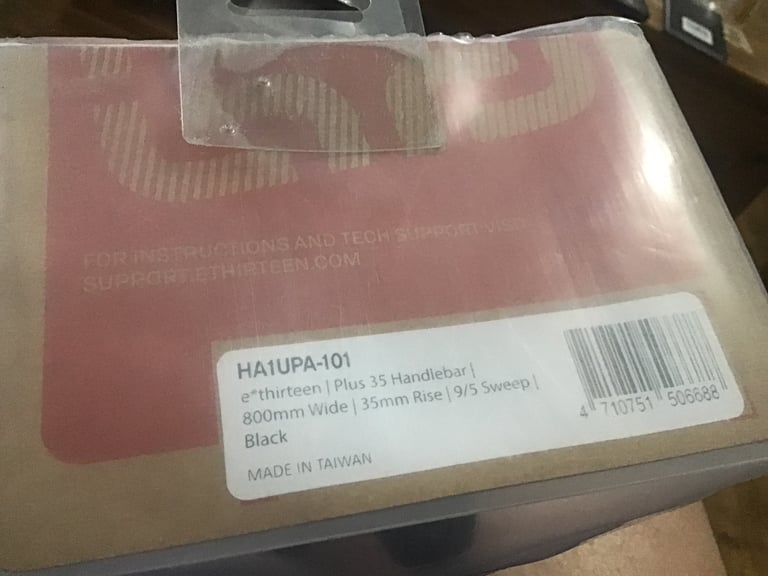 FOR INSTRUCTIONS AND TECH SUPPORT VISIT
SUPPORT.ETHIRTEEN.COM
HA1UPA-101
e*thirteen | Plus 35 Handlebar |
800mm Wide | 35mm Rise | 9/5 Sweep |
Black
MADE IN TAIWAN
4 710751 506688